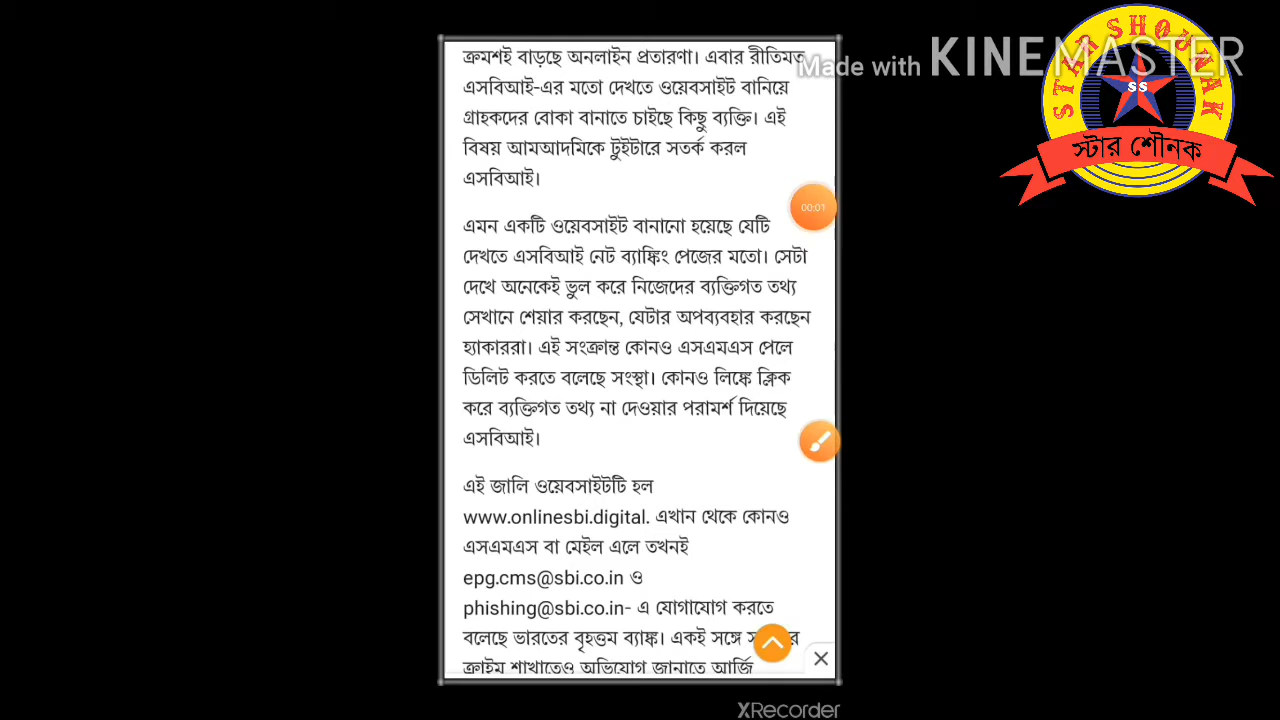 ক্রমশই বাড়ছে অনলাইন প্রতারণা। এবার রীতিমত
এসবিআই-এর মতো দেখতে ওয়েবসাইট বানিয়ে
গ্রাহকদের বোকা বানাতে চাইছে কিছু ব্যক্তি। এই
বিষয় আমআদমিকে টুইটারে সতর্ক করল
এসবিআই।
এমন একটি ওয়েবসাইট বানানো হয়েছে যেটি
দেখতে এসবিআই নেট ব্যাঙ্কিং পেজের মতো। সেটা
দেখে অনেকেই ভুল করে নিজেদের ব্যক্তিগত তথ্য
সেখানে শেয়ার করছেন, যেটার অপব্যবহার করছেন
হ্যাকাররা। এই সংক্রান্ত কোনও এসএমএস পেলে
ডিলিট করতে বলেছে সংস্থা। কোনও লিঙ্কে ক্লিক
করে ব্যক্তিগত তথ্য না দেওয়ার পরামর্শ দিয়েছে
এসবিআই।
এই জালি ওয়েবসাইটটি হল
www.onlinesbi.digital. এখান থেকে কোনও
এসএমএস বা মেইল এলে তখনই
epg.cms@sbi.co.in ও
phishing@sbi.co.in- এ যোগাযোগ করতে
বলেছে ভারতের বৃহত্তম ব্যাঙ্ক। একই সঙ্গে
ক্রাইম শাখাতেও অভিযোগ জানাতে আর্জি
00:01
Made with KINEMASTER
STAR SHOUNAK
SS
স্টার শৌনক
XRecorder